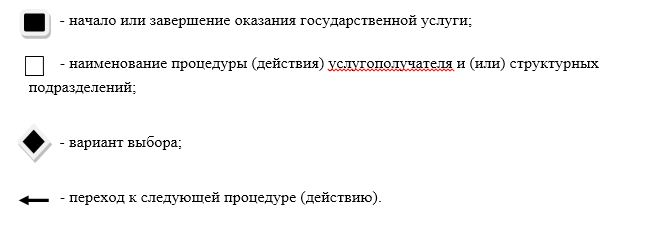 - начало или завершение оказания государственной услуги;
- наименование процедуры (действия) услугополучателя и (или) структурных
подразделений;
- вариант выбора;
- переход к следующей процедуре (действию).